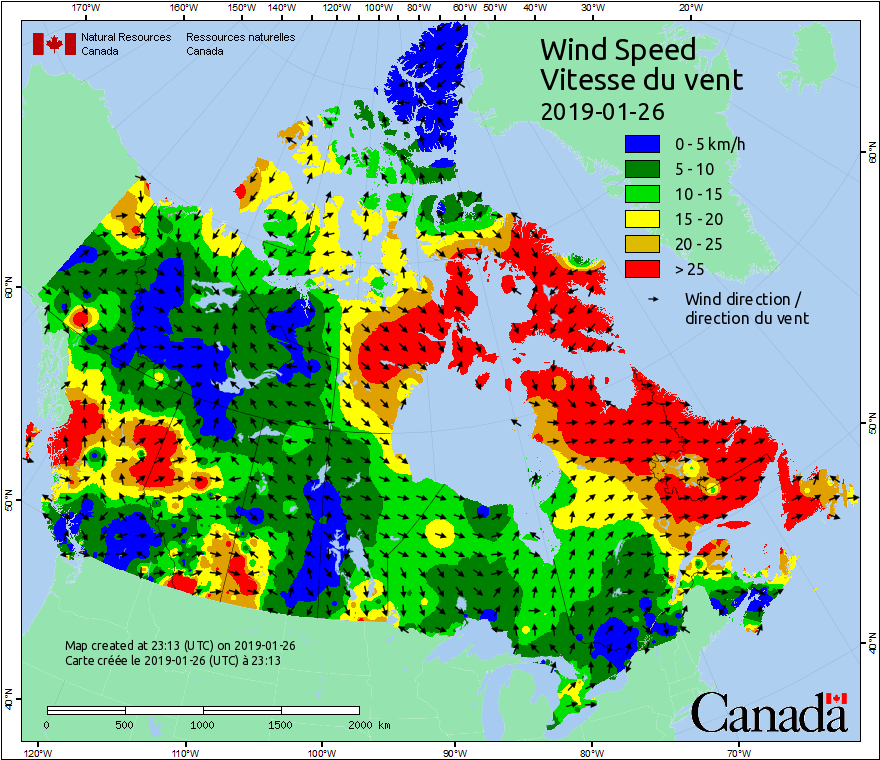 170°W 160°W 150°W 140°W 130°W 120°W 110°W 100°W 90°W 80°W 70°W 60°W 50°W 40°W 30°W 20°W
Natural Resources Canada
Ressources naturelles Canada
Wind Speed
Vitesse du vent
2019-01-26
0 - 5 km/h
5 - 10
10 - 15
15 - 20
20 - 25
> 25
Wind direction /
direction du vent
60°N
60°N
50°N
50°N
40°N
40°N
Map created at 23:13 (UTC) on 2019-01-26
Carte créée le 2019-01-26 (UTC) à 23:13
0 500 1000 1500 2000 km
Canada
120°W 110°W 100°W 90°W 80°W 70°W